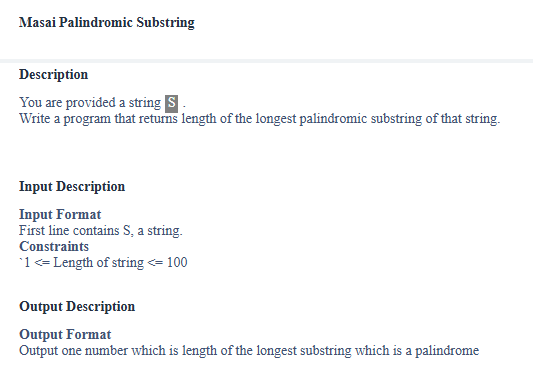 Masai Palindromic Substring
Description
You are provided a string S .
Write a program that returns length of the longest palindromic substring of that string.
Input Description
Input Format
First line contains S, a string.
Constraints
`1 <= Length of string <= 100
Output Description
Output Format
Output one number which is length of the longest substring which is a palindrome